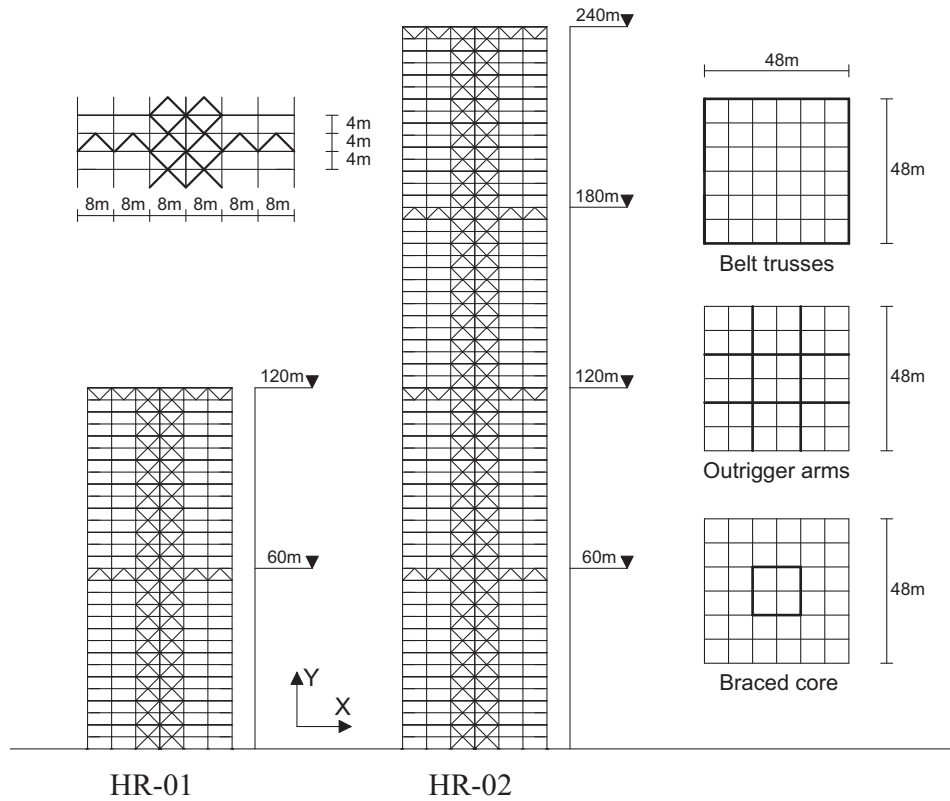 240m
48m
4m
4m
4m
48m
8m 8m 8m 8m 8m 8m
180m
Belt trusses
120m
120m
48m
Outrigger arms
60m
60m
48m
Braced core
Y
X
HR-01
HR-02